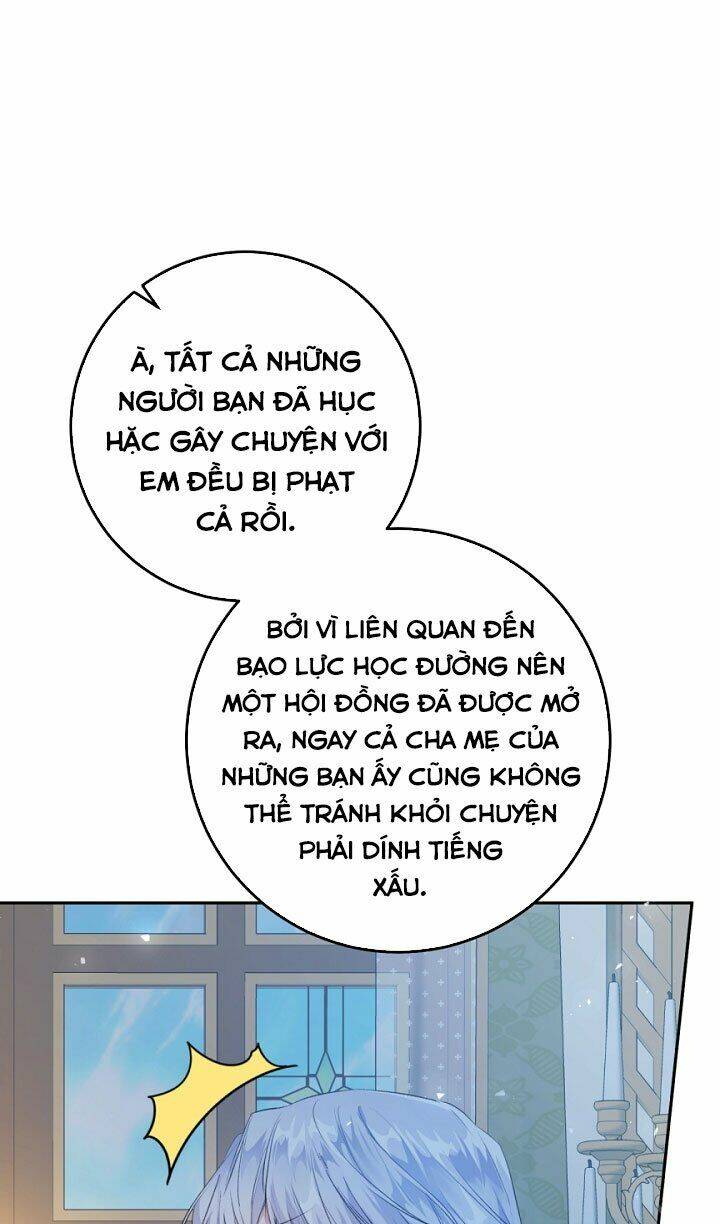 À, TẤT CẢ NHỮNG
NGƯỜI BẠN ĐÃ HỤC
HẶC GÂY CHUYỆN VỚI
EM ĐỀU BỊ PHẠT
CẢ RỒI.
BỞI VÌ LIÊN QUAN ĐẾN
BẠO LỰC HỌC ĐƯỜNG NÊN
MỘT HỘI ĐỒNG ĐÃ ĐƯỢC MỞ
RA, NGAY CẢ CHA MẸ CỦA
NHỮNG BẠN ẤY CŨNG KHÔNG
THỂ TRÁNH KHỎI CHUYỆN
PHẢI DÍNH TIẾNG
XẤU.